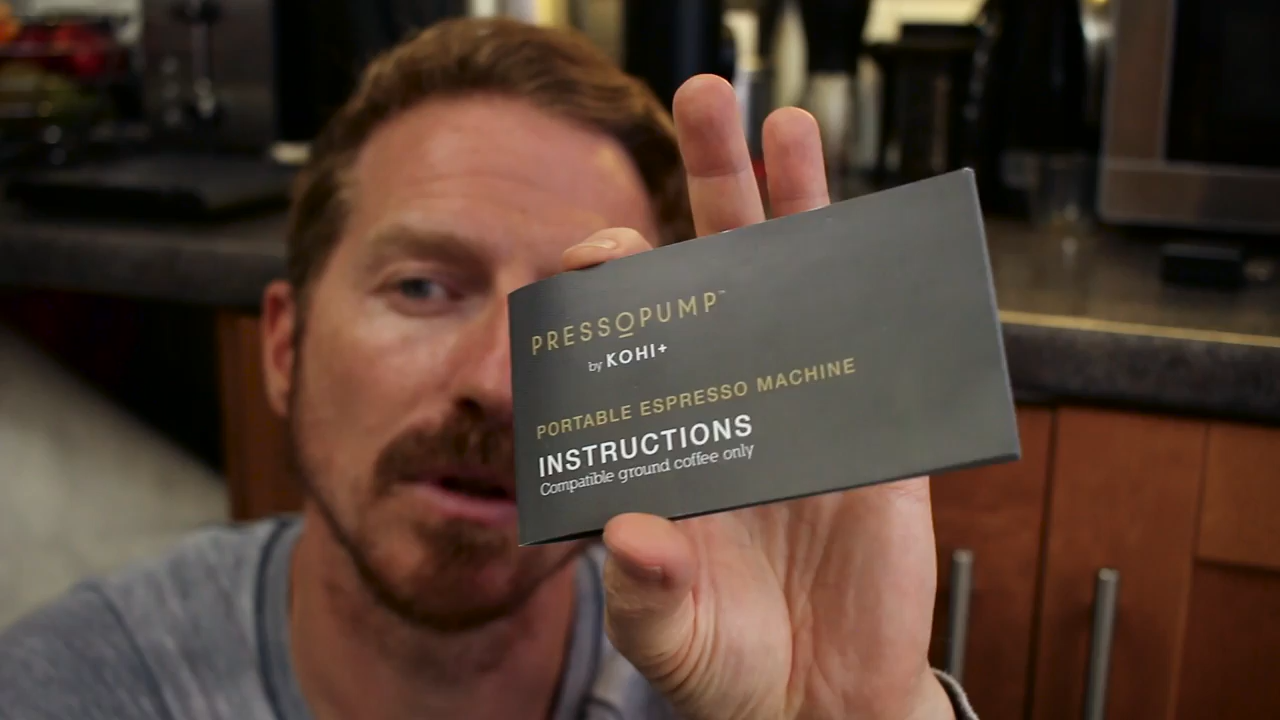 PRESSOPUMP™
by KOHI+
PORTABLE ESPRESSO MACHINE
INSTRUCTIONS
Compatible ground coffee only